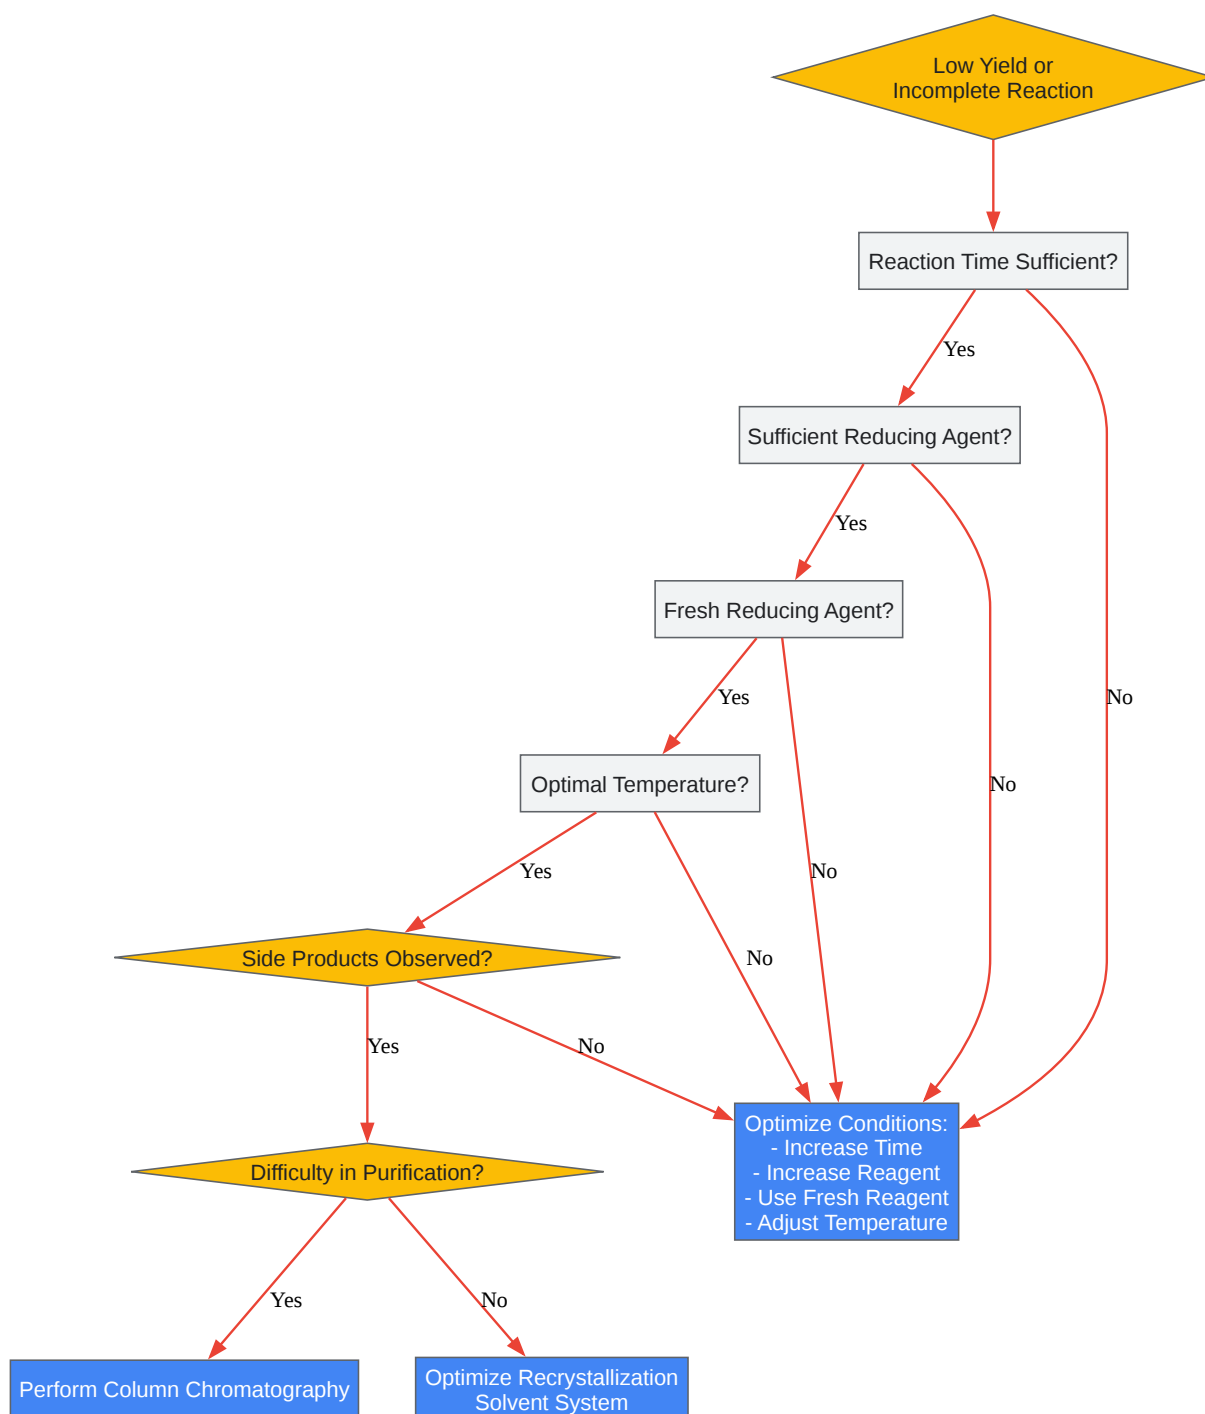 Low Yield or
Incomplete Reaction
Reaction Time Sufficient?
Yes
Sufficient Reducing Agent?
Yes
Fresh Reducing Agent?
Yes
No
Optimal Temperature?
No
Yes
No
Side Products Observed?
No
Yes
No
Optimize Conditions:
- Increase Time
- Increase Reagent
- Use Fresh Reagent
- Adjust Temperature
Difficulty in Purification?
Yes
No
Perform Column Chromatography
Optimize Recrystallization
Solvent System